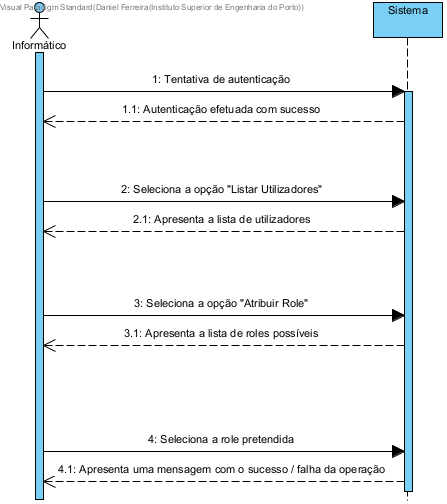 Visual Paradigm Standard(Daniel Ferreira(Instituto Superior de Engenharia do Porto))
Sistema
Informático
1: Tentativa de autenticação
1.1: Autenticação efetuada com sucesso
2: Seleciona a opção "Listar Utilizadores"
2.1: Apresenta a lista de utilizadores
3: Seleciona a opção "Atribuir Role"
3.1: Apresenta a lista de roles possíveis
4: Seleciona a role pretendida
4.1: Apresenta uma mensagem com o sucesso / falha da operação